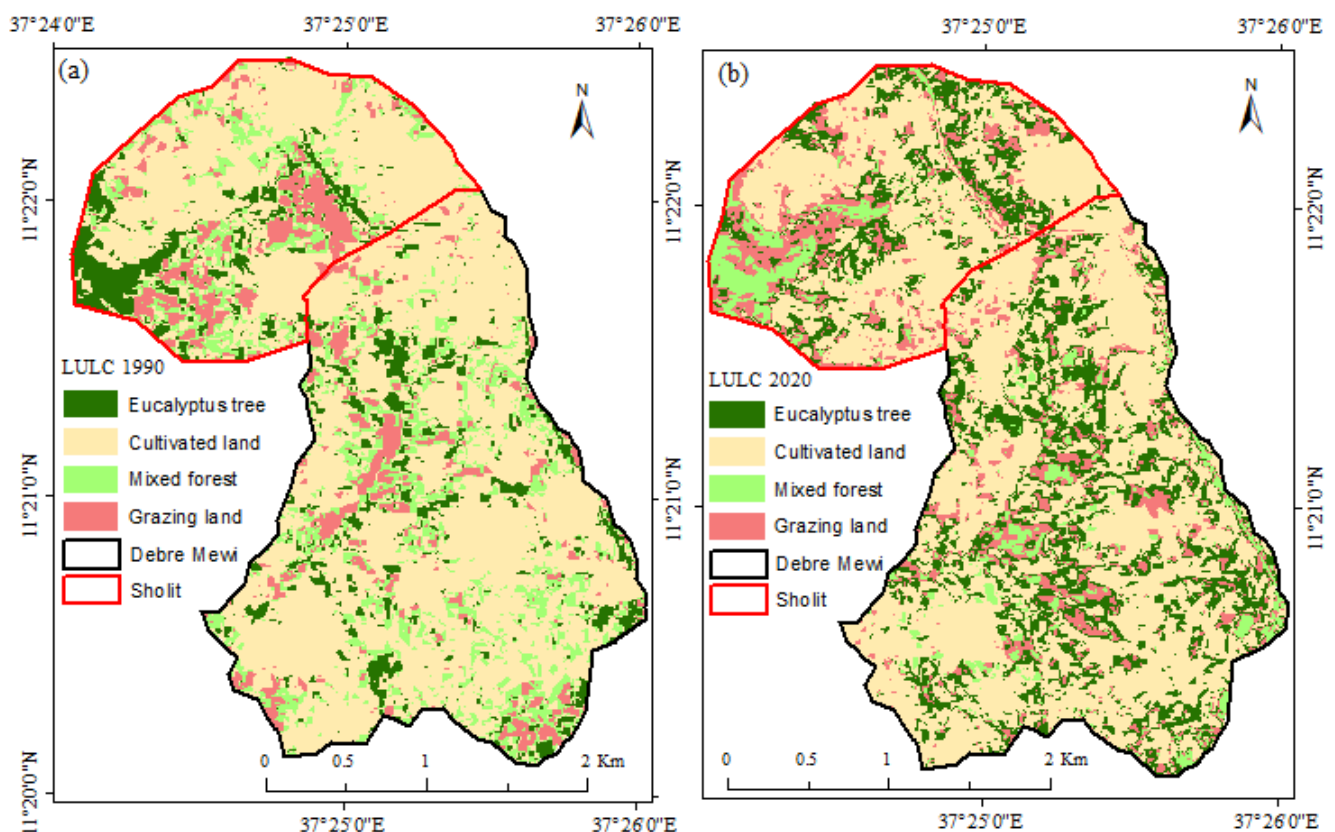 37°24'0"E
37°25'0"E
37°26'0"E
(a)
N
11°22'0"N
11°21'0"N
11°20'0"N
LULC 1990
Eucalyptus tree
Cultivated land
Mixed forest
Grazing land
Debre Mewi
Sholit
0 0.5 1 2 Km
37°25'0"E
37°26'0"E
37°25'0"E
37°26'0"E
(b)
N
11°22'0"N
11°21'0"N
LULC 2020
Eucalyptus tree
Cultivated land
Mixed forest
Grazing land
Debre Mewi
Sholit
0 0.5 1 2 Km
37°25'0"E
37°26'0"E